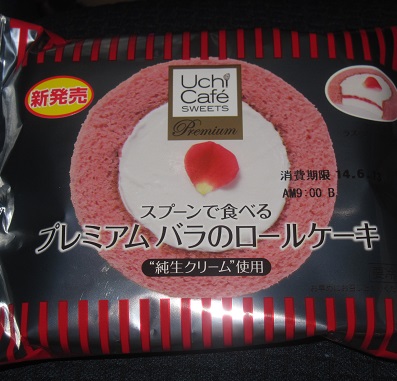 Uchi
Café
SWEETS
Premium
新発売
消費期限 14.6.
AM9:00 B
スプーンで食べる
プレミアムバラのロールケーキ
“純生クリーム”使用